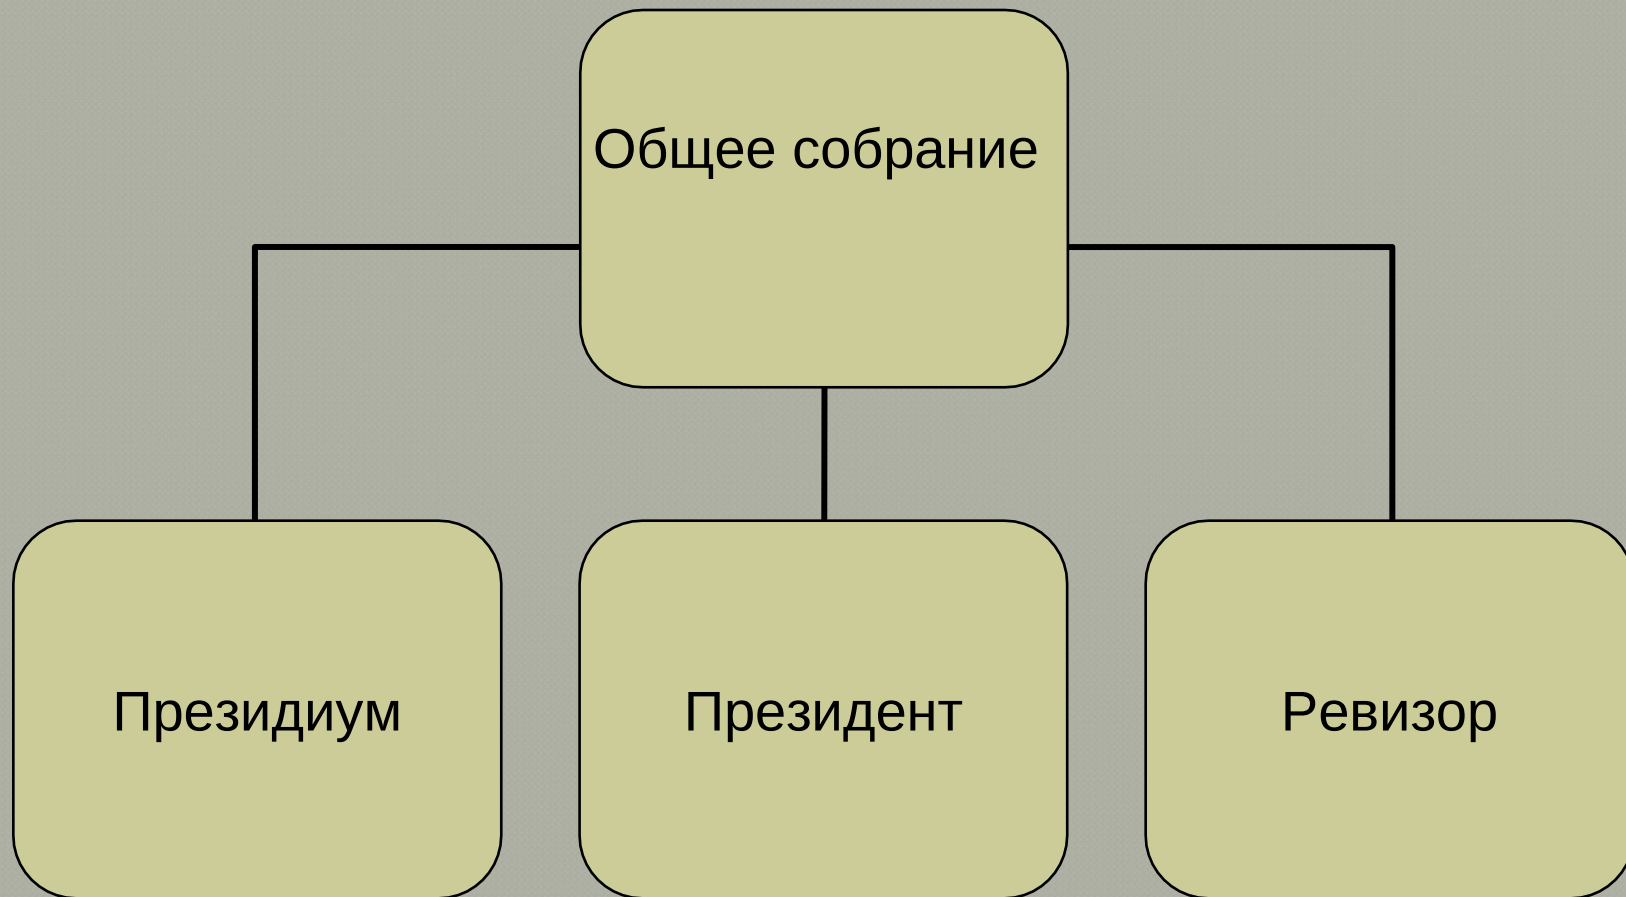 Общее собрание
Президиум
Президент
Ревизор